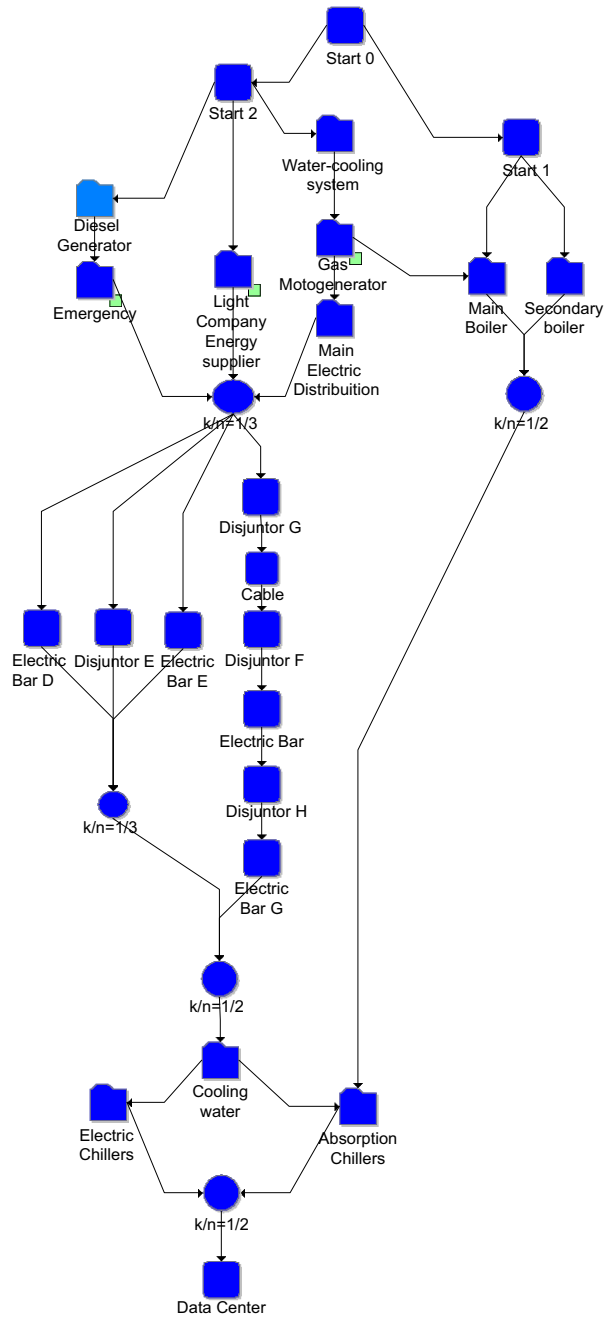 Start 0
Start 2
Start 1
Water-cooling
system
Diesel
Generator
Gas
Motogenerator
Emergency
Light
Company
Energy
supplier
Main
Boiler
Secondary
boiler
Main
Electric
Distribuition
k/n=1/3
k/n=1/2
Disjuntor G
Cable
Electric
Bar D
Disjuntor E
Electric
Bar E
Disjuntor F
Electric Bar
Disjuntor H
k/n=1/3
Electric
Bar G
k/n=1/2
Cooling
water
Electric
Chillers
Absorption
Chillers
k/n=1/2
Data Center